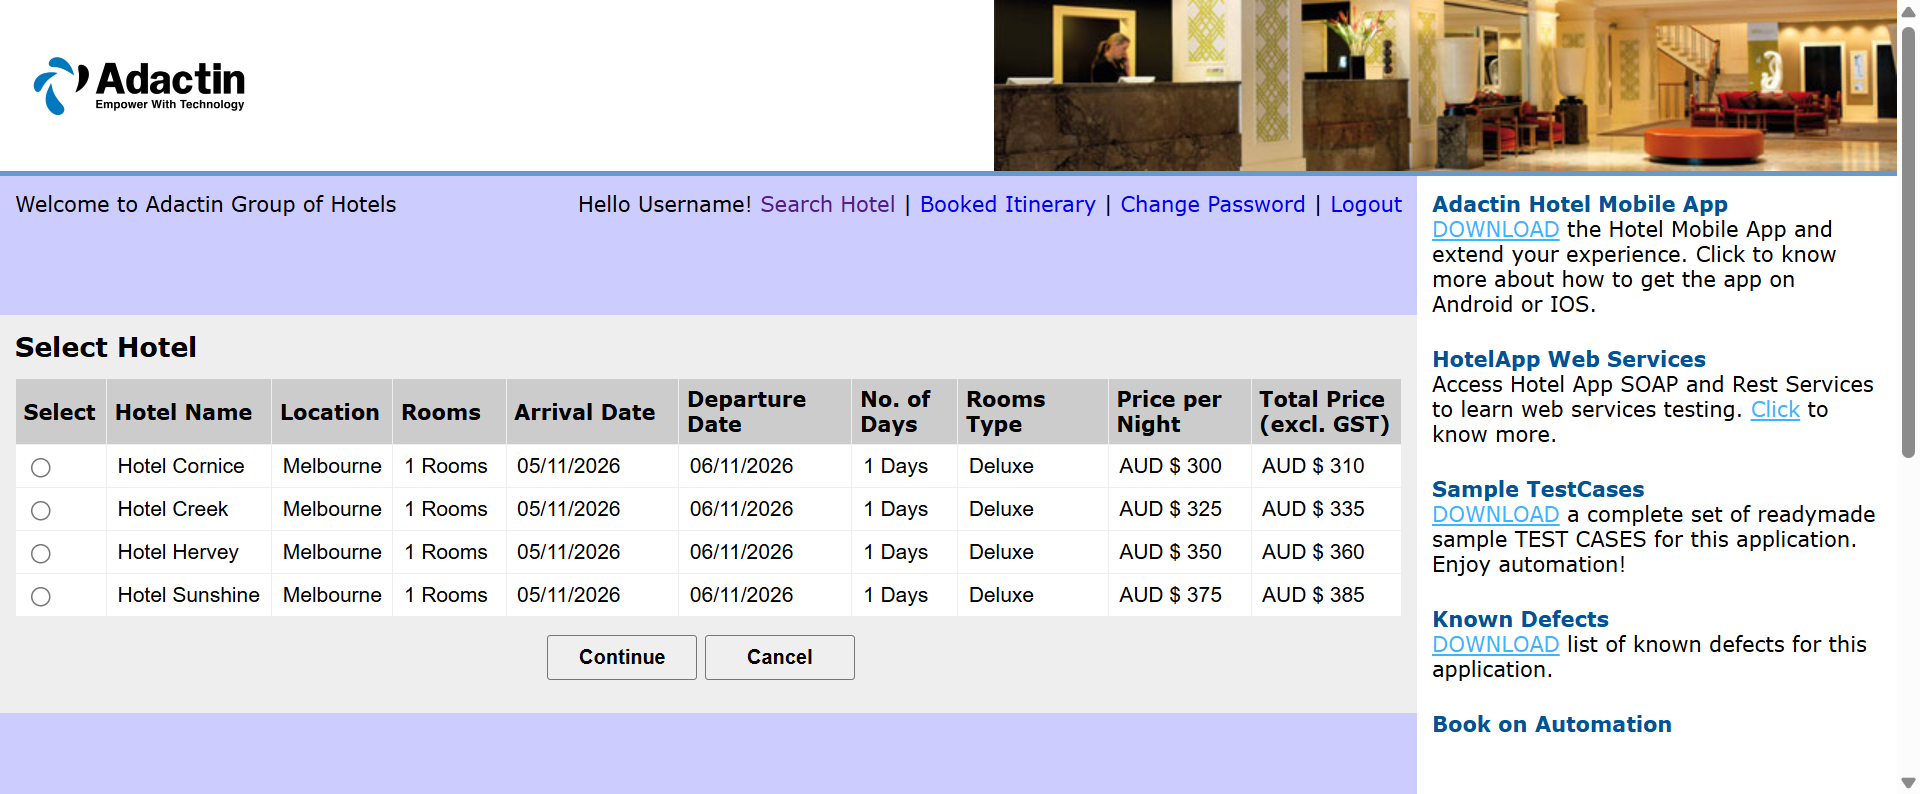 Adactin
Empower With Technology
Welcome to Adactin Group of Hotels
Hello Username! Search Hotel | Booked Itinerary | Change Password | Logout
Select Hotel
Select Hotel Name Location Rooms Arrival Date Departure Date No. of Days Rooms Type Price per Night Total Price (excl. GST)
Hotel Cornice Melbourne 1 Rooms 05/11/2026 06/11/2026 1 Days Deluxe AUD $ 300 AUD $ 310
Hotel Creek Melbourne 1 Rooms 05/11/2026 06/11/2026 1 Days Deluxe AUD $ 325 AUD $ 335
Hotel Hervey Melbourne 1 Rooms 05/11/2026 06/11/2026 1 Days Deluxe AUD $ 350 AUD $ 360
Hotel Sunshine Melbourne 1 Rooms 05/11/2026 06/11/2026 1 Days Deluxe AUD $ 375 AUD $ 385
Continue Cancel
Adactin Hotel Mobile App
DOWNLOAD the Hotel Mobile App and
extend your experience. Click to know
more about how to get the app on
Android or IOS.
HotelApp Web Services
Access Hotel App SOAP and Rest Services
to learn web services testing. Click to
know more.
Sample TestCases
DOWNLOAD a complete set of readymade
sample TEST CASES for this application.
Enjoy automation!
Known Defects
DOWNLOAD list of known defects for this
application.
Book on Automation